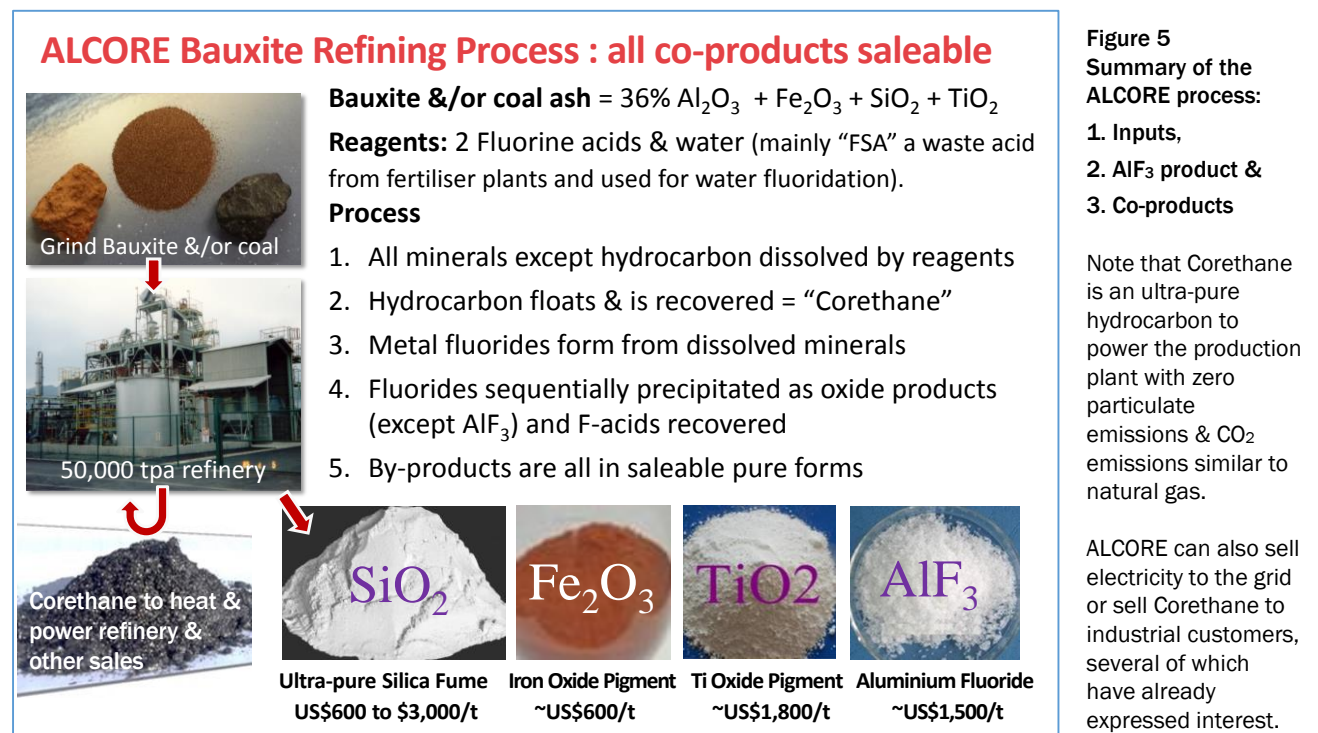 ALCORE Bauxite Refining Process : all co-products saleable
Bauxite &/or coal ash = 36% Al₂O₃ + Fe₂O₃ + SiO₂ + TiO₂
Reagents: 2 Fluorine acids & water (mainly “FSA” a waste acid
from fertiliser plants and used for water fluoridation).
Process
1. All minerals except hydrocarbon dissolved by reagents
2. Hydrocarbon floats & is recovered = “Corethane”
3. Metal fluorides form from dissolved minerals
4. Fluorides sequentially precipitated as oxide products
(except AlF₃) and F-acids recovered
5. By-products are all in saleable pure forms
Grind Bauxite &/or coal
50,000 tpa refinery
Corethane to heat &
power refinery &
other sales
SiO₂
Fe₂O₃
TiO2
AlF₃
Ultra-pure Silica Fume
US$600 to $3,000/t
Iron Oxide Pigment
~US$600/t
Ti Oxide Pigment
~US$1,800/t
Aluminium Fluoride
~US$1,500/t
Figure 5
Summary of the
ALCORE process:
1. Inputs,
2. AlF₃ product &
3. Co-products
Note that Corethane
is an ultra-pure
hydrocarbon to
power the production
plant with zero
particulate
emissions & CO₂
emissions similar to
natural gas.
ALCORE can also sell
electricity to the grid
or sell Corethane to
industrial customers,
several of which
have already
expressed interest.